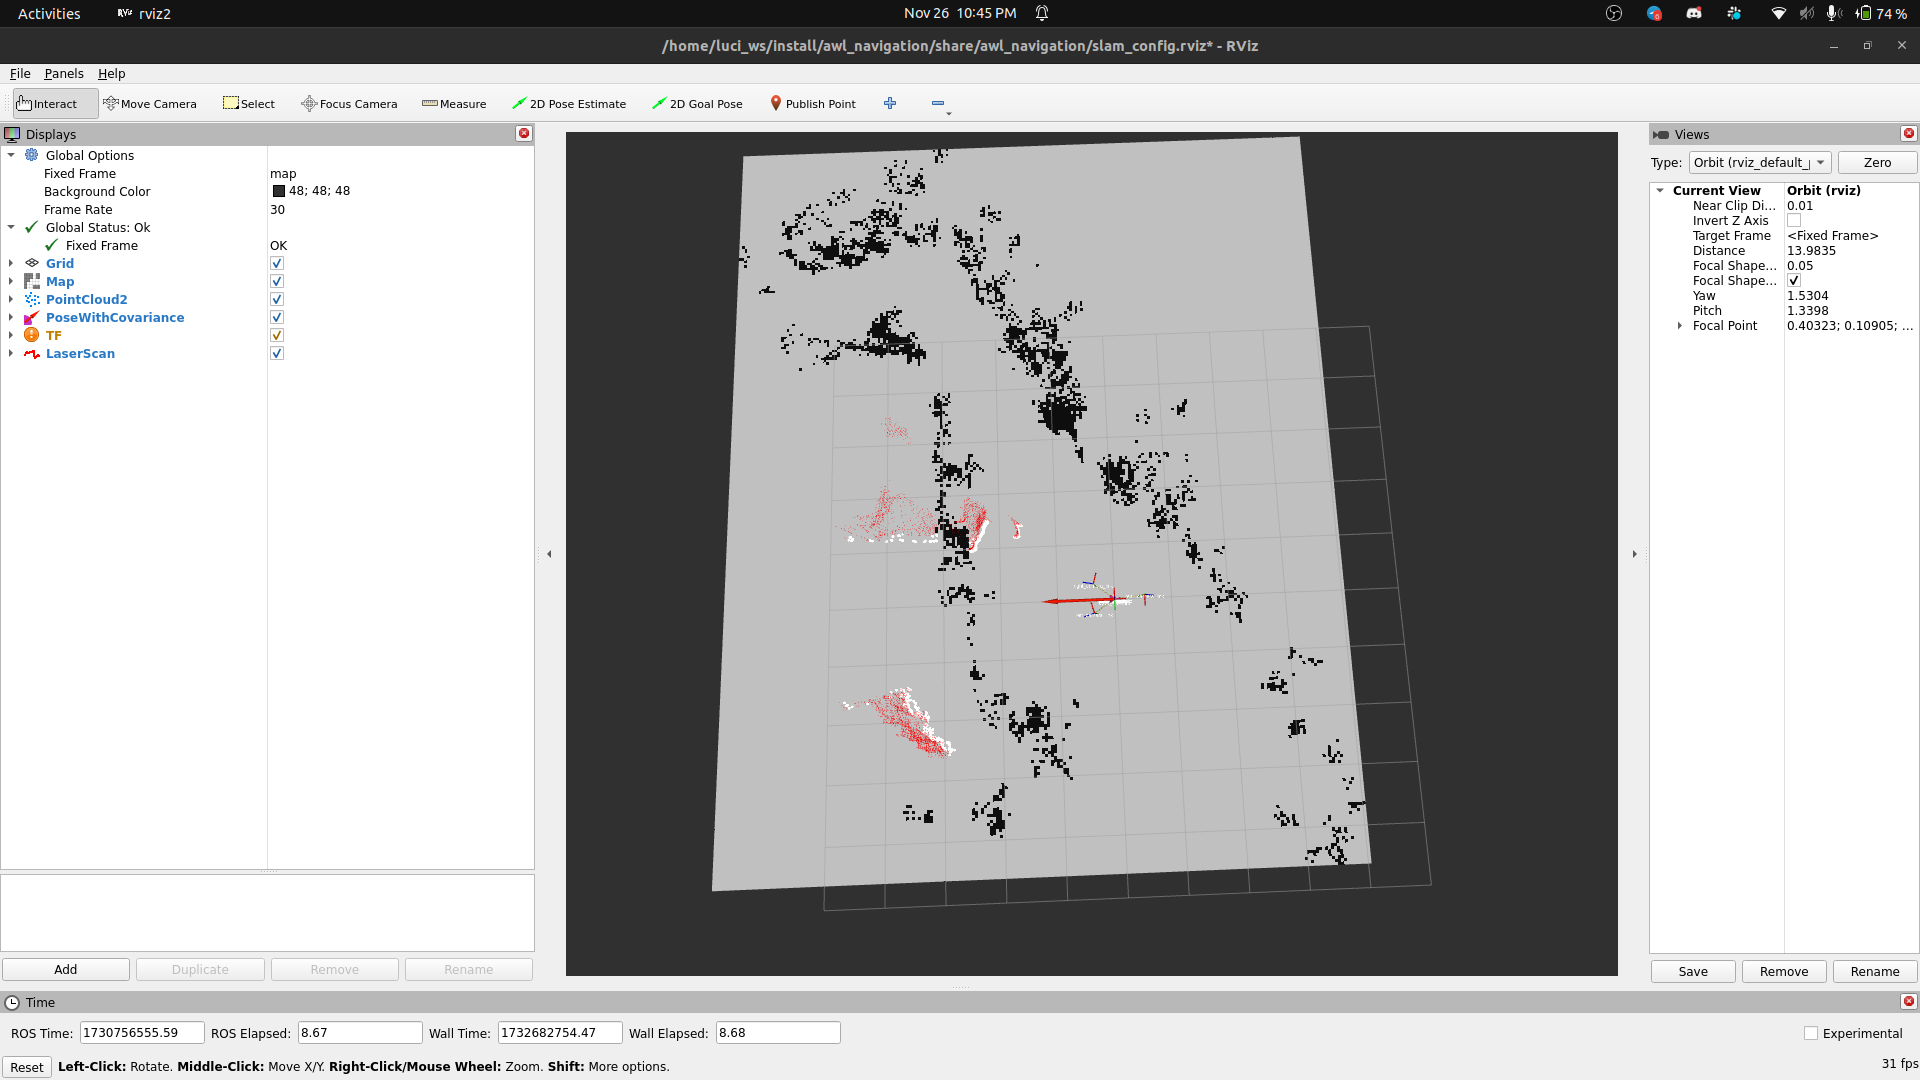 Activities
rviz2
Nov 26 10:45 PM
74 %
/home/luci_ws/install/awl_navigation/share/awl_navigation/slam_config.rviz* - RViz
File Panels Help
Interact Move Camera Select Focus Camera Measure 2D Pose Estimate 2D Goal Pose Publish Point
Displays
Global Options
Fixed Frame map
Background Color 48; 48; 48
Frame Rate 30
Global Status: Ok
Fixed Frame OK
Grid
Map
PointCloud2
PoseWithCovariance
TF
LaserScan
Add Duplicate Remove Rename
Views
Type: Orbit (rviz_default_ Zero
Current View Orbit (rviz)
Near Clip Di... 0.01
Invert Z Axis
Target Frame <Fixed Frame>
Distance 13.9835
Focal Shape... 0.05
Focal Shape...
Yaw 1.5304
Pitch 1.3398
Focal Point 0.40323; 0.10905; ...
Save Remove Rename
Time
ROS Time: 1730756555.59 ROS Elapsed: 8.67 Wall Time: 1732682754.47 Wall Elapsed: 8.68 Experimental
Reset Left-Click: Rotate. Middle-Click: Move X/Y. Right-Click/Mouse Wheel: Zoom. Shift: More options. 31 fps